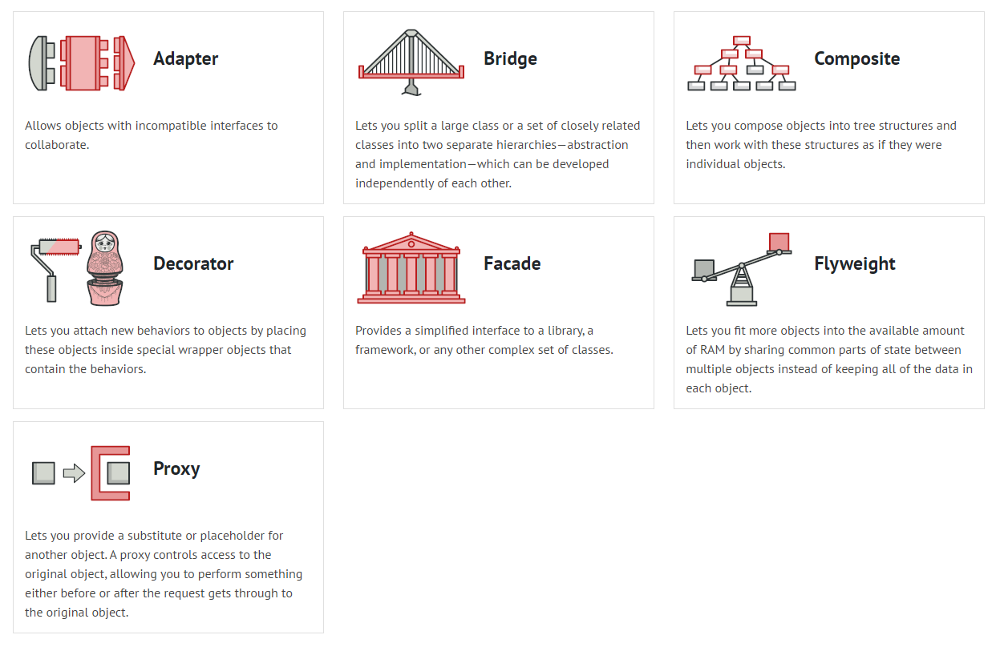 Adapter
Allows objects with incompatible interfaces to
collaborate.
Bridge
Lets you split a large class or a set of closely related
classes into two separate hierarchies—abstraction
and implementation—which can be developed
independently of each other.
Composite
Lets you compose objects into tree structures and
then work with these structures as if they were
individual objects.
Decorator
Lets you attach new behaviors to objects by placing
these objects inside special wrapper objects that
contain the behaviors.
Facade
Provides a simplified interface to a library, a
framework, or any other complex set of classes.
Flyweight
Lets you fit more objects into the available amount
of RAM by sharing common parts of state between
multiple objects instead of keeping all of the data in
each object.
Proxy
Lets you provide a substitute or placeholder for
another object. A proxy controls access to the
original object, allowing you to perform something
either before or after the request gets through to
the original object.